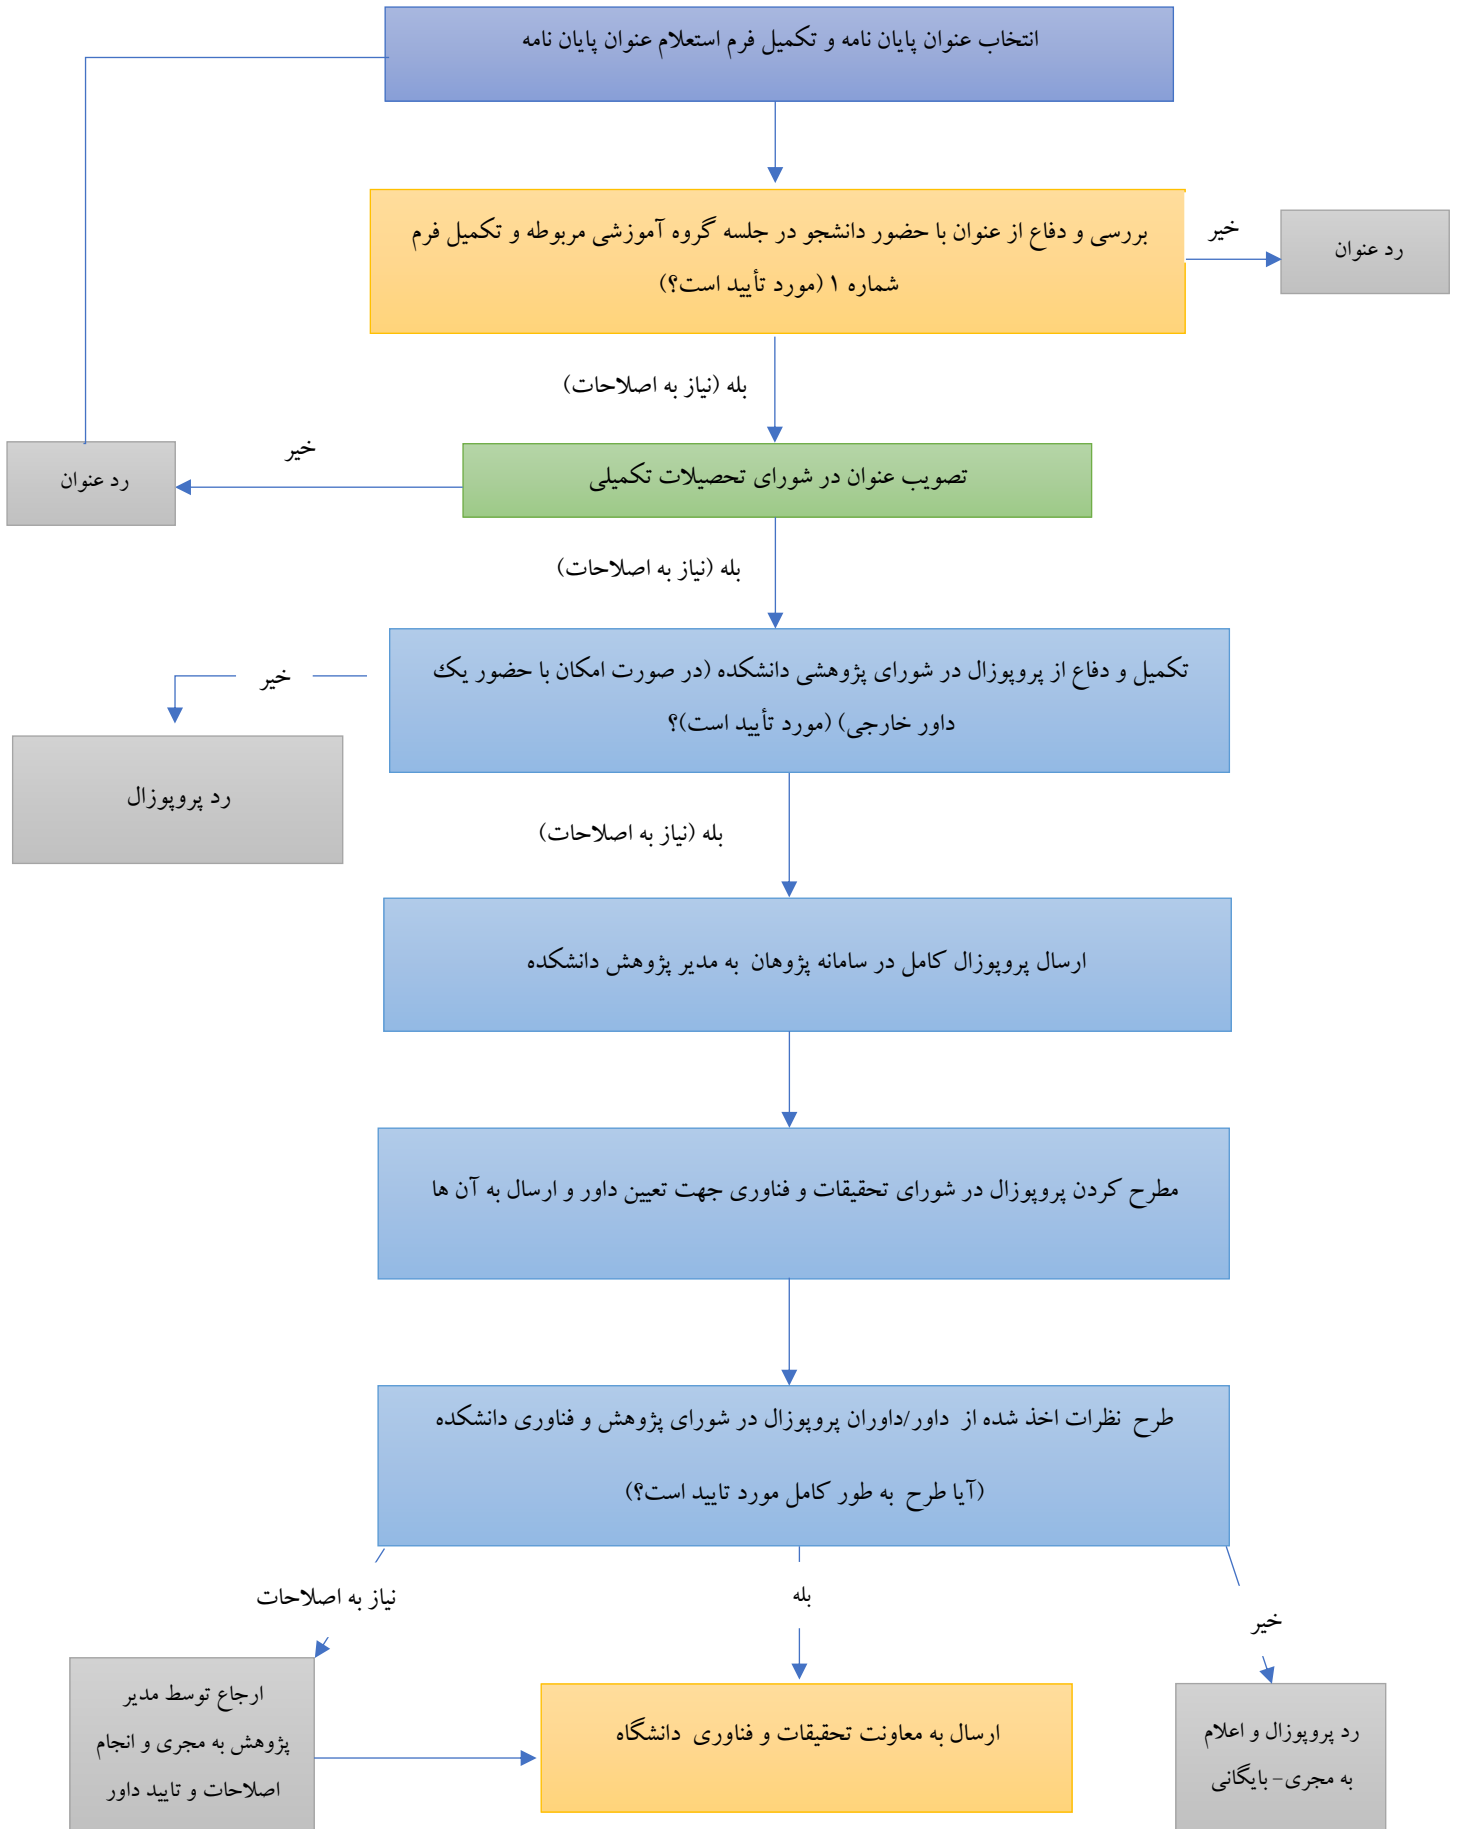 انتخاب عنوان پایان نامه و تکمیل فرم استعلام عنوان پایان نامه
بررسی و دفاع از عنوان با حضور دانشجو در جلسه گروه آموزشی مربوطه و تکمیل فرم
شماره ۱ (مورد تأیید است؟)
خیر
رد عنوان
بله (نیاز به اصلاحات)
تصویب عنوان در شورای تحصیلات تکمیلی
خیر
رد عنوان
بله (نیاز به اصلاحات)
تکمیل و دفاع از پروپوزال در شورای پژوهشی دانشکده (در صورت امکان با حضور یک
داور خارجی) (مورد تأیید است)؟
خیر
رد پروپوزال
بله (نیاز به اصلاحات)
ارسال پروپوزال کامل در سامانه پژوهان به مدیر پژوهش دانشکده
مطرح کردن پروپوزال در شورای تحقیقات و فناوری جهت تعیین داور و ارسال به آن ها
طرح نظرات اخذ شده از داور/داوران پروپوزال در شورای پژوهش و فناوری دانشکده
(آیا طرح به طور کامل مورد تایید است؟)
خیر
بله
نیاز به اصلاحات
رد پروپوزال و اعلام
به مجری- بایگانی
ارسال به معاونت تحقیقات و فناوری دانشگاه
ارجاع توسط مدیر
پژوهش به مجری و انجام
اصلاحات و تایید داور